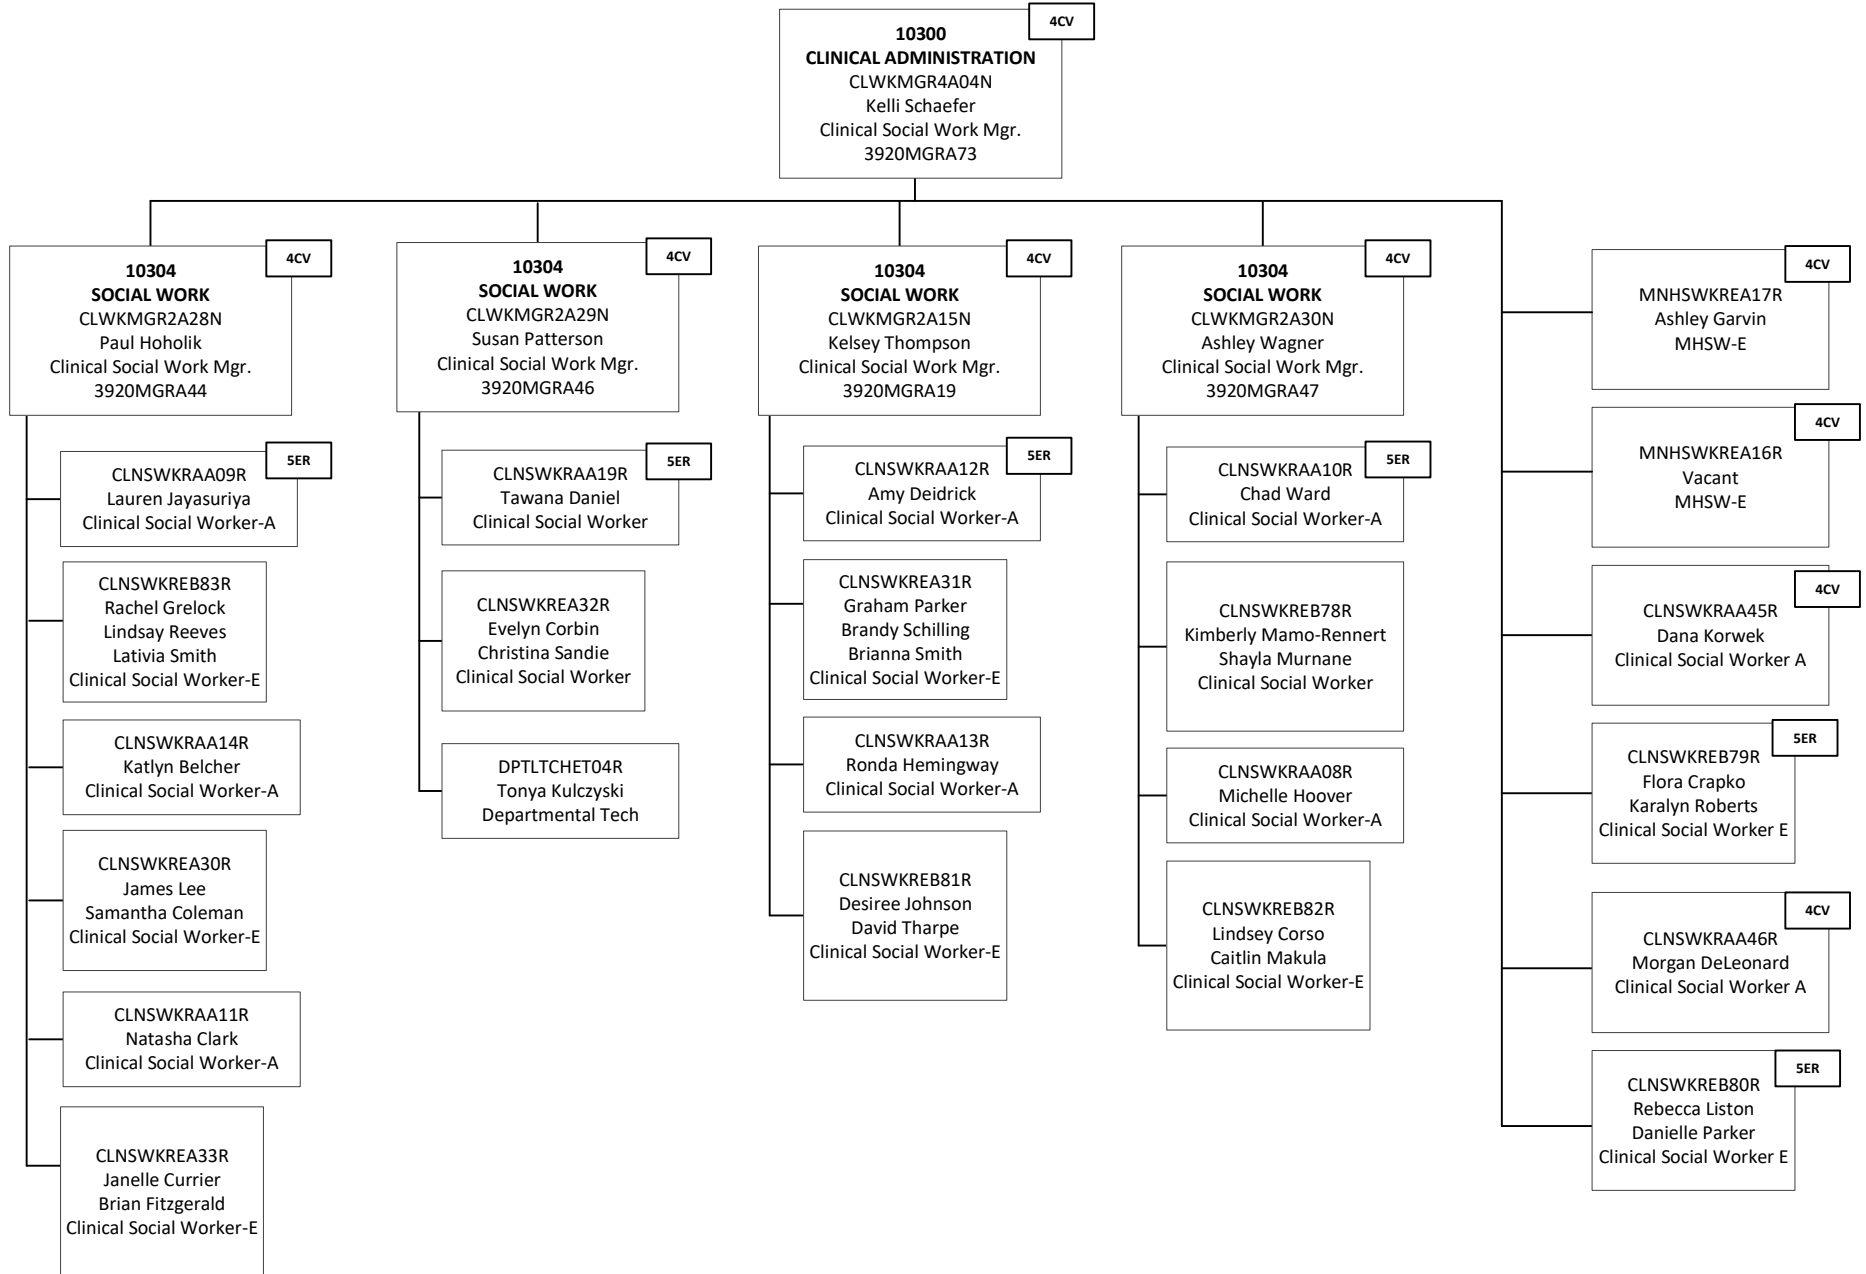 4CV
10300
CLINICAL ADMINISTRATION
CLWKMGR4A04N
Kelli Schaefer
Clinical Social Work Mgr.
3920MGRA73
4CV
10304
SOCIAL WORK
CLWKMGR2A28N
Paul Hoholik
Clinical Social Work Mgr.
3920MGRA44
5ER
CLNSWKRAA09R
Lauren Jayasuriya
Clinical Social Worker-A
CLNSWKREB83R
Rachel Grelock
Lindsay Reeves
Lativia Smith
Clinical Social Worker-E
CLNSWKRAA14R
Katlyn Belcher
Clinical Social Worker-A
CLNSWKREA30R
James Lee
Samantha Coleman
Clinical Social Worker-E
CLNSWKRAA11R
Natasha Clark
Clinical Social Worker-A
CLNSWKREA33R
Janelle Currier
Brian Fitzgerald
Clinical Social Worker-E
4CV
10304
SOCIAL WORK
CLWKMGR2A29N
Susan Patterson
Clinical Social Work Mgr.
3920MGRA46
5ER
CLNSWKRAA19R
Tawana Daniel
Clinical Social Worker
CLNSWKREA32R
Evelyn Corbin
Christina Sandie
Clinical Social Worker
DPTLTCHET04R
Tonya Kulczyski
Departmental Tech
4CV
10304
SOCIAL WORK
CLWKMGR2A15N
Kelsey Thompson
Clinical Social Work Mgr.
3920MGRA19
5ER
CLNSWKRAA12R
Amy Deidrick
Clinical Social Worker-A
CLNSWKREA31R
Graham Parker
Brandy Schilling
Brianna Smith
Clinical Social Worker-E
CLNSWKRAA13R
Ronda Hemingway
Clinical Social Worker-A
CLNSWKREB81R
Desiree Johnson
David Tharpe
Clinical Social Worker-E
4CV
10304
SOCIAL WORK
CLWKMGR2A30N
Ashley Wagner
Clinical Social Work Mgr.
3920MGRA47
5ER
CLNSWKRAA10R
Chad Ward
Clinical Social Worker-A
CLNSWKREB78R
Kimberly Mamo-Rennert
Shayla Murnane
Clinical Social Worker
CLNSWKRAA08R
Michelle Hoover
Clinical Social Worker-A
CLNSWKREB82R
Lindsey Corso
Caitlin Makula
Clinical Social Worker-E
4CV
MNHSWKREA17R
Ashley Garvin
MHSW-E
4CV
MNHSWKREA16R
Vacant
MHSW-E
4CV
CLNSWKRAA45R
Dana Korwek
Clinical Social Worker A
5ER
CLNSWKREB79R
Flora Crapko
Karalyn Roberts
Clinical Social Worker E
4CV
CLNSWKRAA46R
Morgan DeLeonard
Clinical Social Worker A
5ER
CLNSWKREB80R
Rebecca Liston
Danielle Parker
Clinical Social Worker E